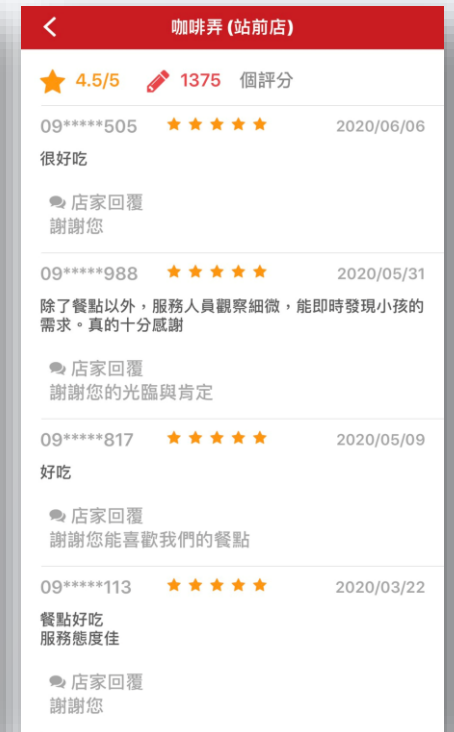 咖啡弄 (站前店)
4.5/5 1375 個評分
09*****505 2020/06/06
很好吃
店家回覆
謝謝您
09*****988 2020/05/31
除了餐點以外，服務人員觀察細微，能即時發現小孩的
需求。真的十分感謝
店家回覆
謝謝您的光臨與肯定
09*****817 2020/05/09
好吃
店家回覆
謝謝您能喜歡我們的餐點
09*****113 2020/03/22
餐點好吃
服務態度佳
店家回覆
謝謝您